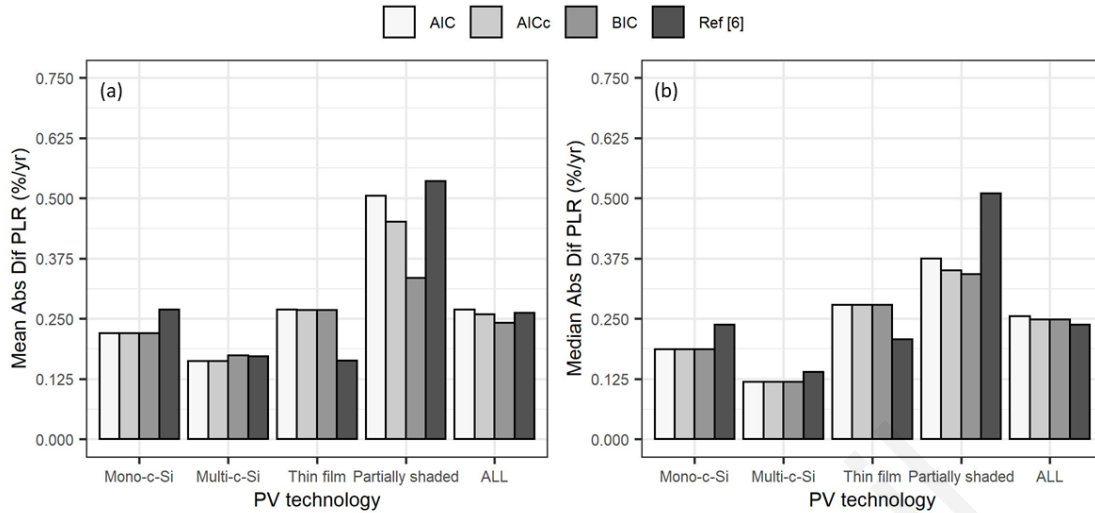 AIC AICc BIC Ref [6]
(a)
Mean Abs Dif PLR (%/yr)
0.750
0.625
0.500
0.375
0.250
0.125
0.000
Mono-c-Si Multi-c-Si Thin film Partially shaded ALL
PV technology
(b)
Median Abs Dif PLR (%/yr)
0.750
0.625
0.500
0.375
0.250
0.125
0.000
Mono-c-Si Multi-c-Si Thin film Partially shaded ALL
PV technology